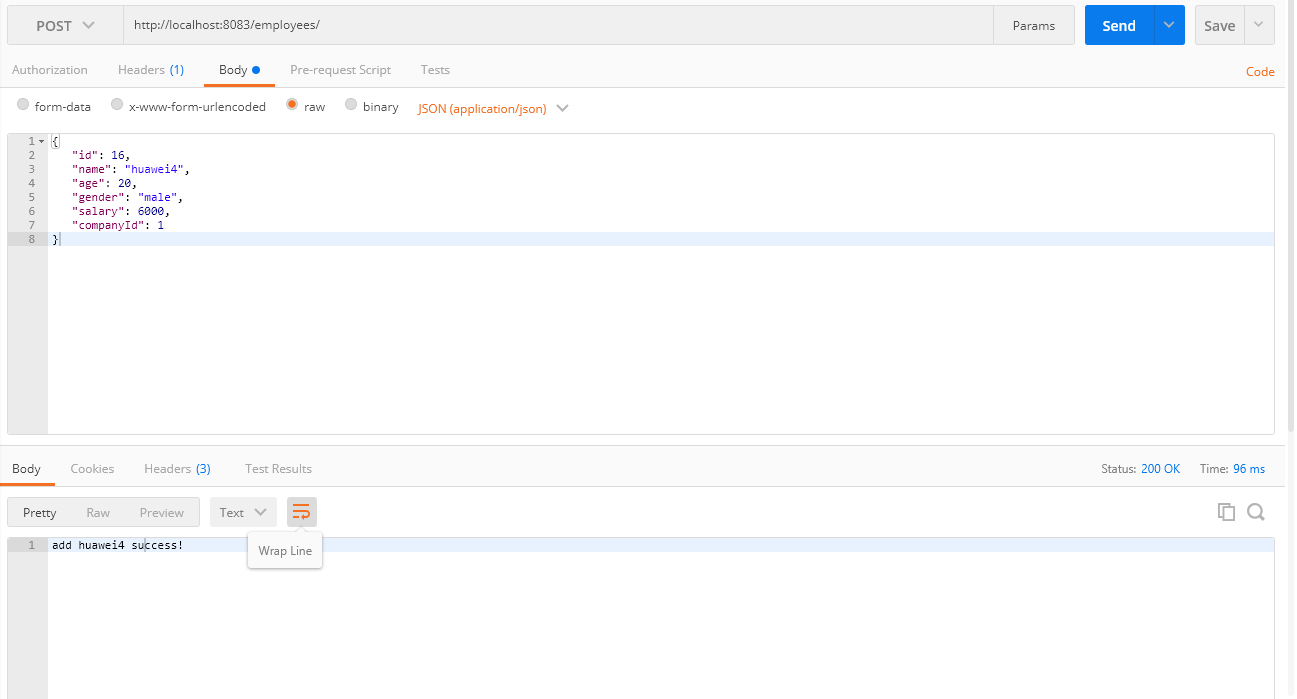 POST http://localhost:8083/employees/ Params Send Save
Authorization Headers (1) Body Pre-request Script Tests Code
form-data x-www-form-urlencoded raw binary JSON (application/json)
1 {
2 "id": 16,
3 "name": "huawei4",
4 "age": 20,
5 "gender": "male",
6 "salary": 6000,
7 "companyId": 1
8 }
Body Cookies Headers (3) Test Results Status: 200 OK Time: 96 ms
Pretty Raw Preview Text
1 add huawei4 success!
Wrap Line